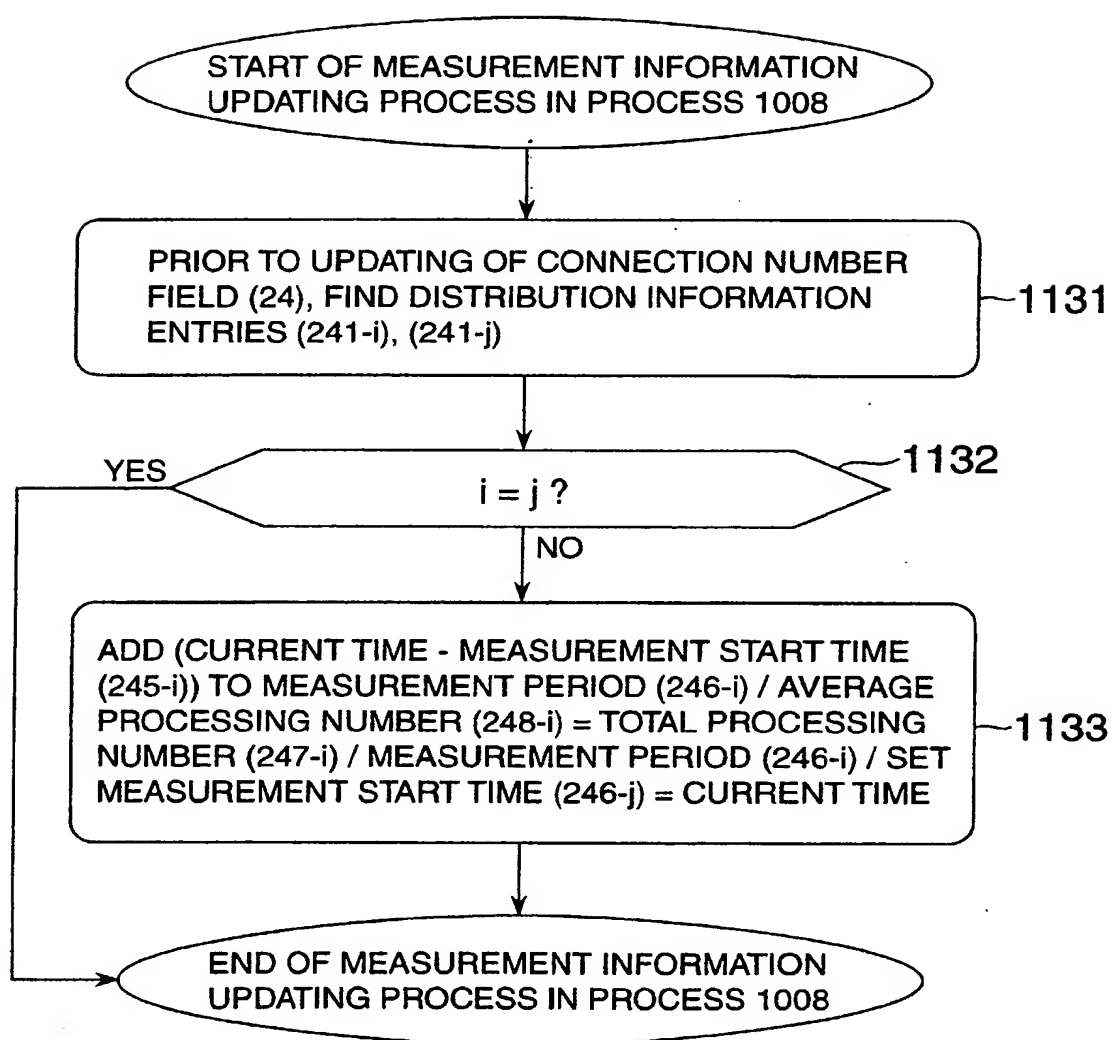 START OF MEASUREMENT INFORMATION
UPDATING PROCESS IN PROCESS 1008
PRIOR TO UPDATING OF CONNECTION NUMBER
FIELD (24), FIND DISTRIBUTION INFORMATION
ENTRIES (241-i), (241-j)
1131
YES
i = j ?
1132
NO
ADD (CURRENT TIME - MEASUREMENT START TIME
(245-i)) TO MEASUREMENT PERIOD (246-i) / AVERAGE
PROCESSING NUMBER (248-i) = TOTAL PROCESSING
NUMBER (247-i) / MEASUREMENT PERIOD (246-i) / SET
MEASUREMENT START TIME (246-j) = CURRENT TIME
1133
END OF MEASUREMENT INFORMATION
UPDATING PROCESS IN PROCESS 1008